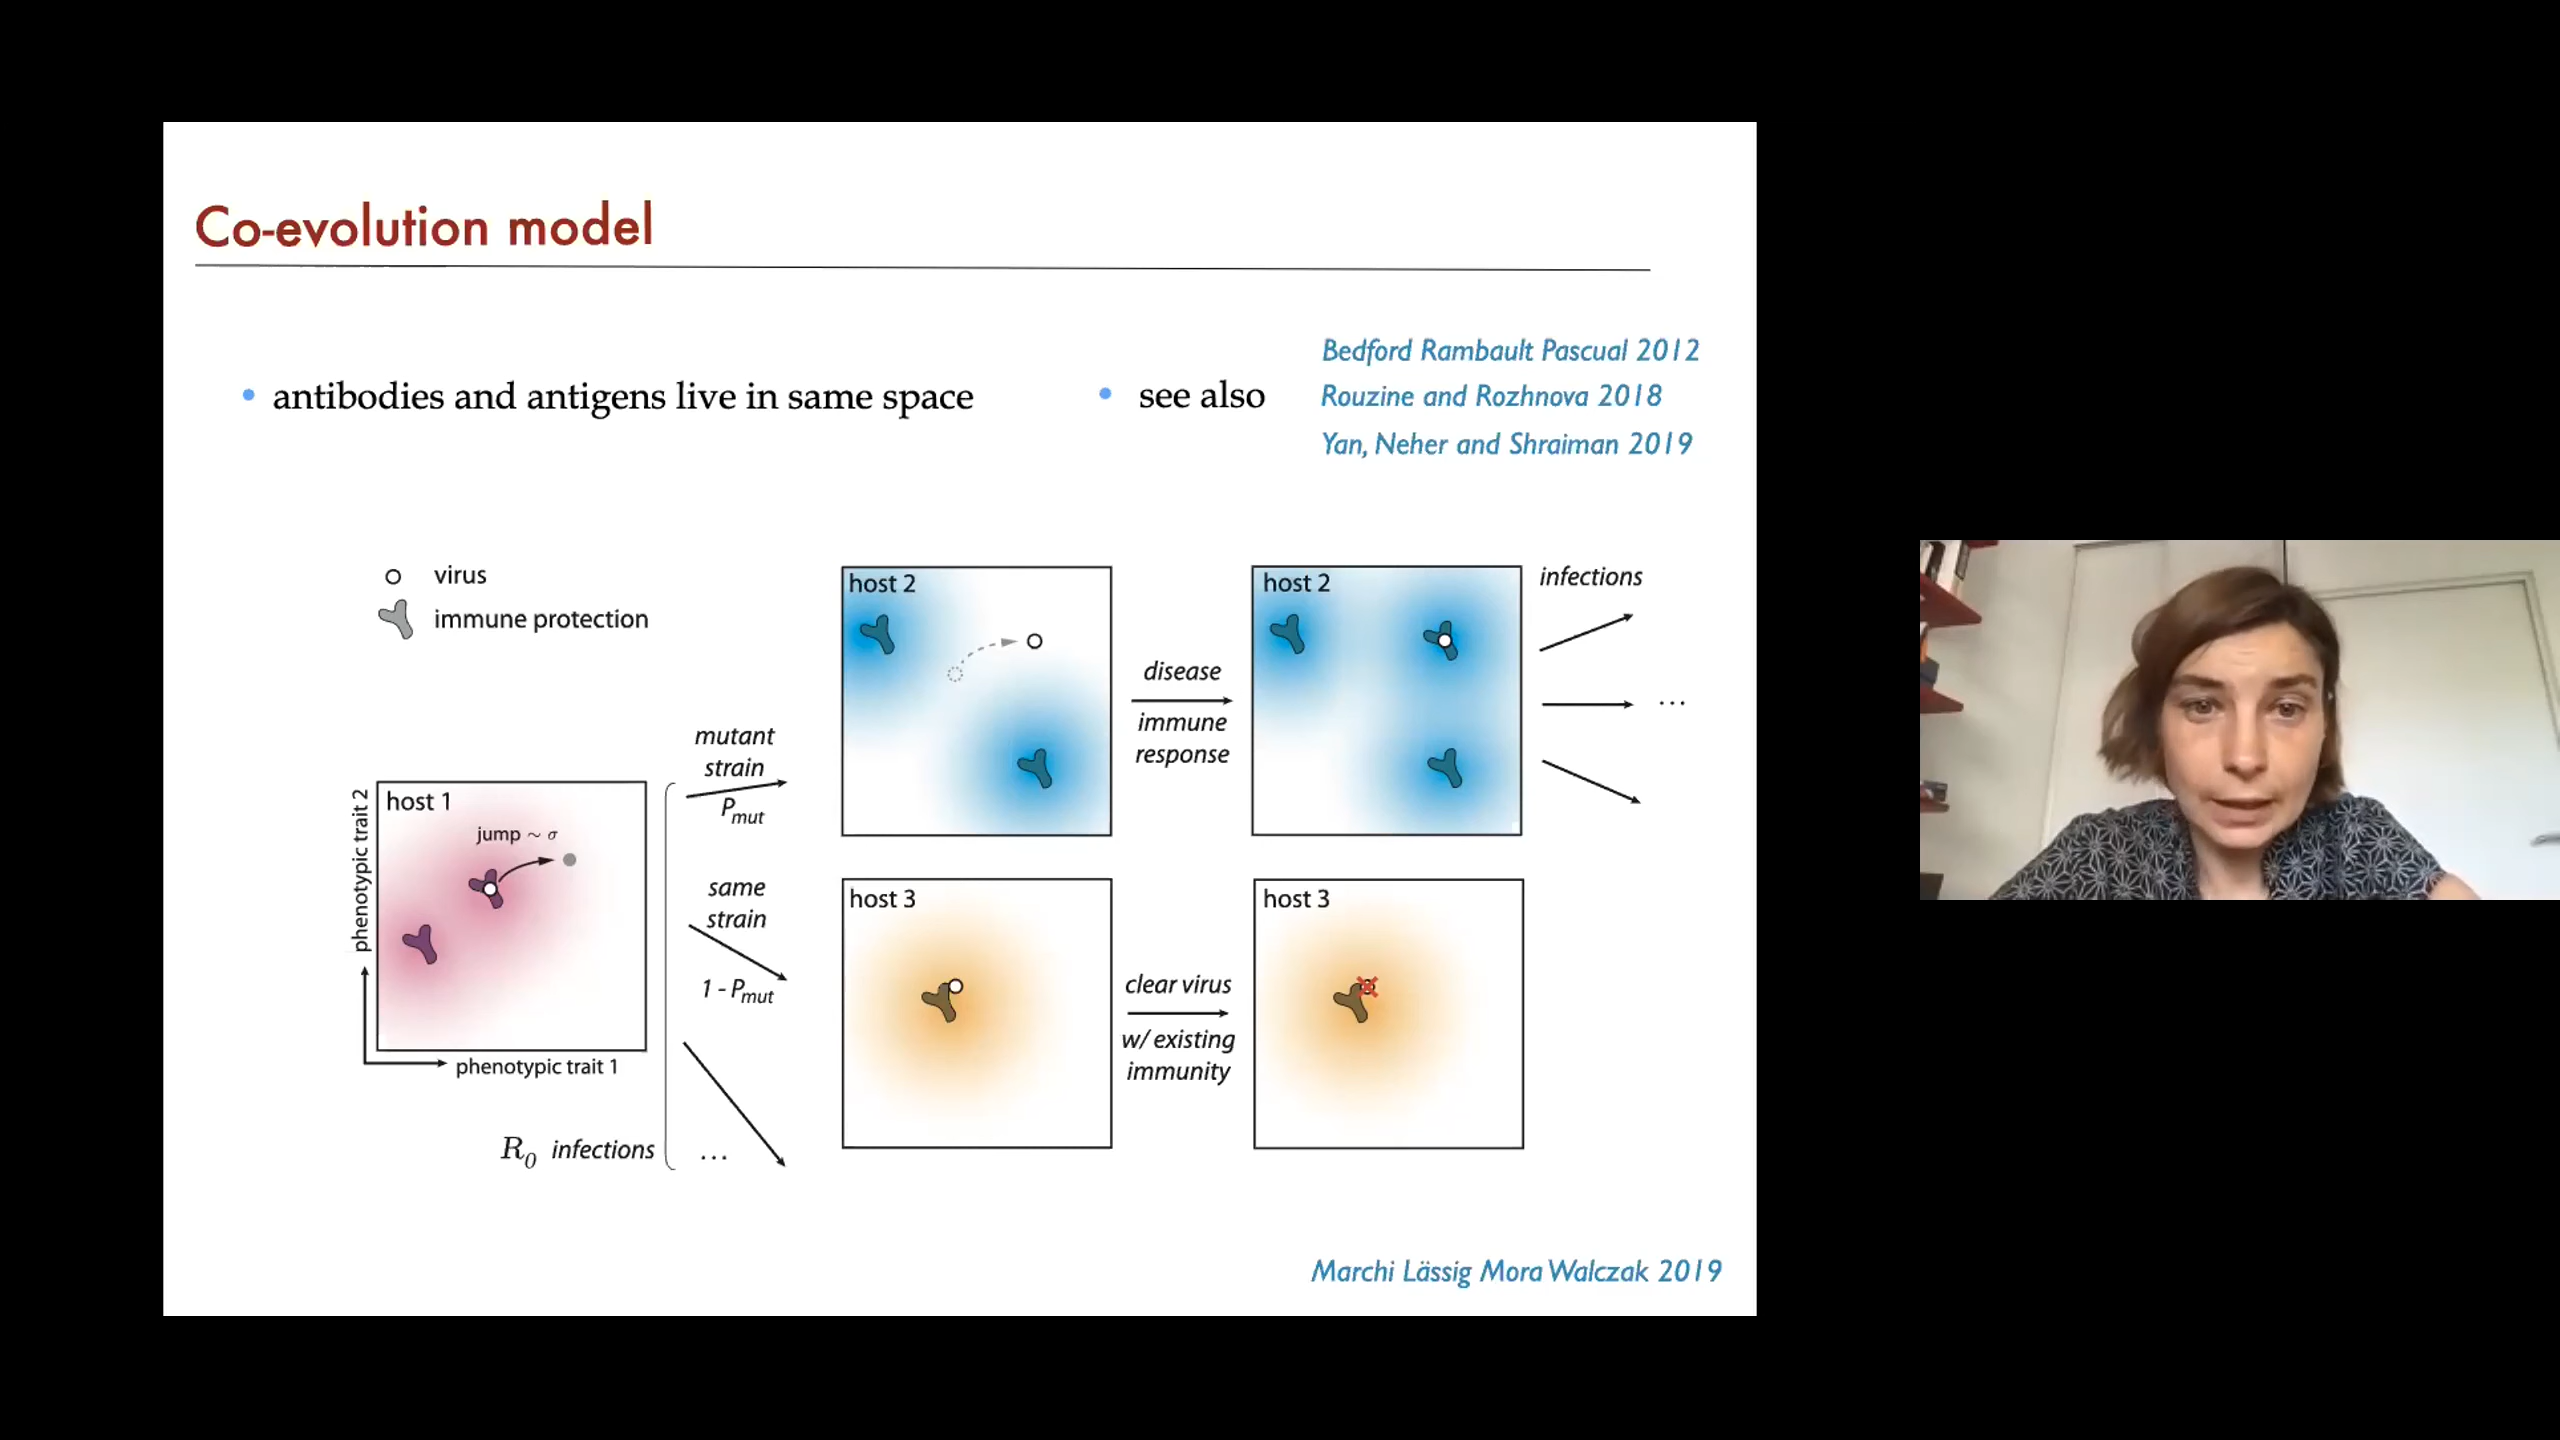 Co-evolution model
• antibodies and antigens live in same space
• see also
Bedford Rambault Pascual 2012
Rouzine and Rozhnova 2018
Yan, Neher and Shraiman 2019
virus
immune protection
host 1
jump ~ σ
phenotypic trait 2
phenotypic trait 1
R0 infections
mutant
strain
Pmut
same
strain
1 - Pmut
...
host 2
disease
immune
response
host 2
infections
...
host 3
clear virus
w/ existing
immunity
host 3
Marchi Lässig Mora Walczak 2019